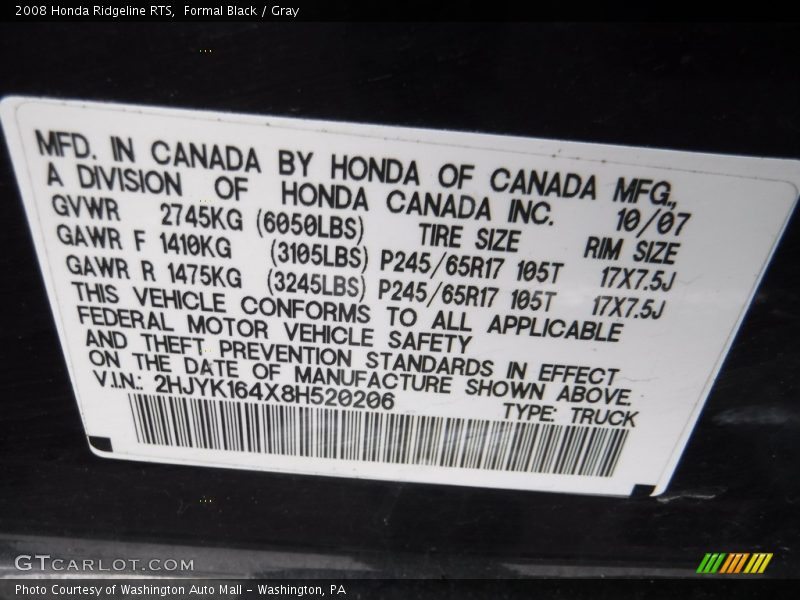 2008 Honda Ridgeline RTS,  Formal Black / Gray
MFD. IN CANADA BY HONDA OF CANADA MFG.,
A DIVISION OF HONDA CANADA INC. 10/07
GVWR 2745KG (6050LBS) TIRE SIZE RIM SIZE
GAWR F 1410KG (3105LBS) P245/65R17 105T 17X7.5J
GAWR R 1475KG (3245LBS) P245/65R17 105T 17X7.5J
THIS VEHICLE CONFORMS TO ALL APPLICABLE
FEDERAL MOTOR VEHICLE SAFETY
AND THEFT PREVENTION STANDARDS IN EFFECT
ON THE DATE OF MANUFACTURE SHOWN ABOVE.
V.I.N.: 2HJYK164X8H520206 TYPE: TRUCK
GTCARLOT.COM
Photo Courtesy of Washington Auto Mall - Washington, PA